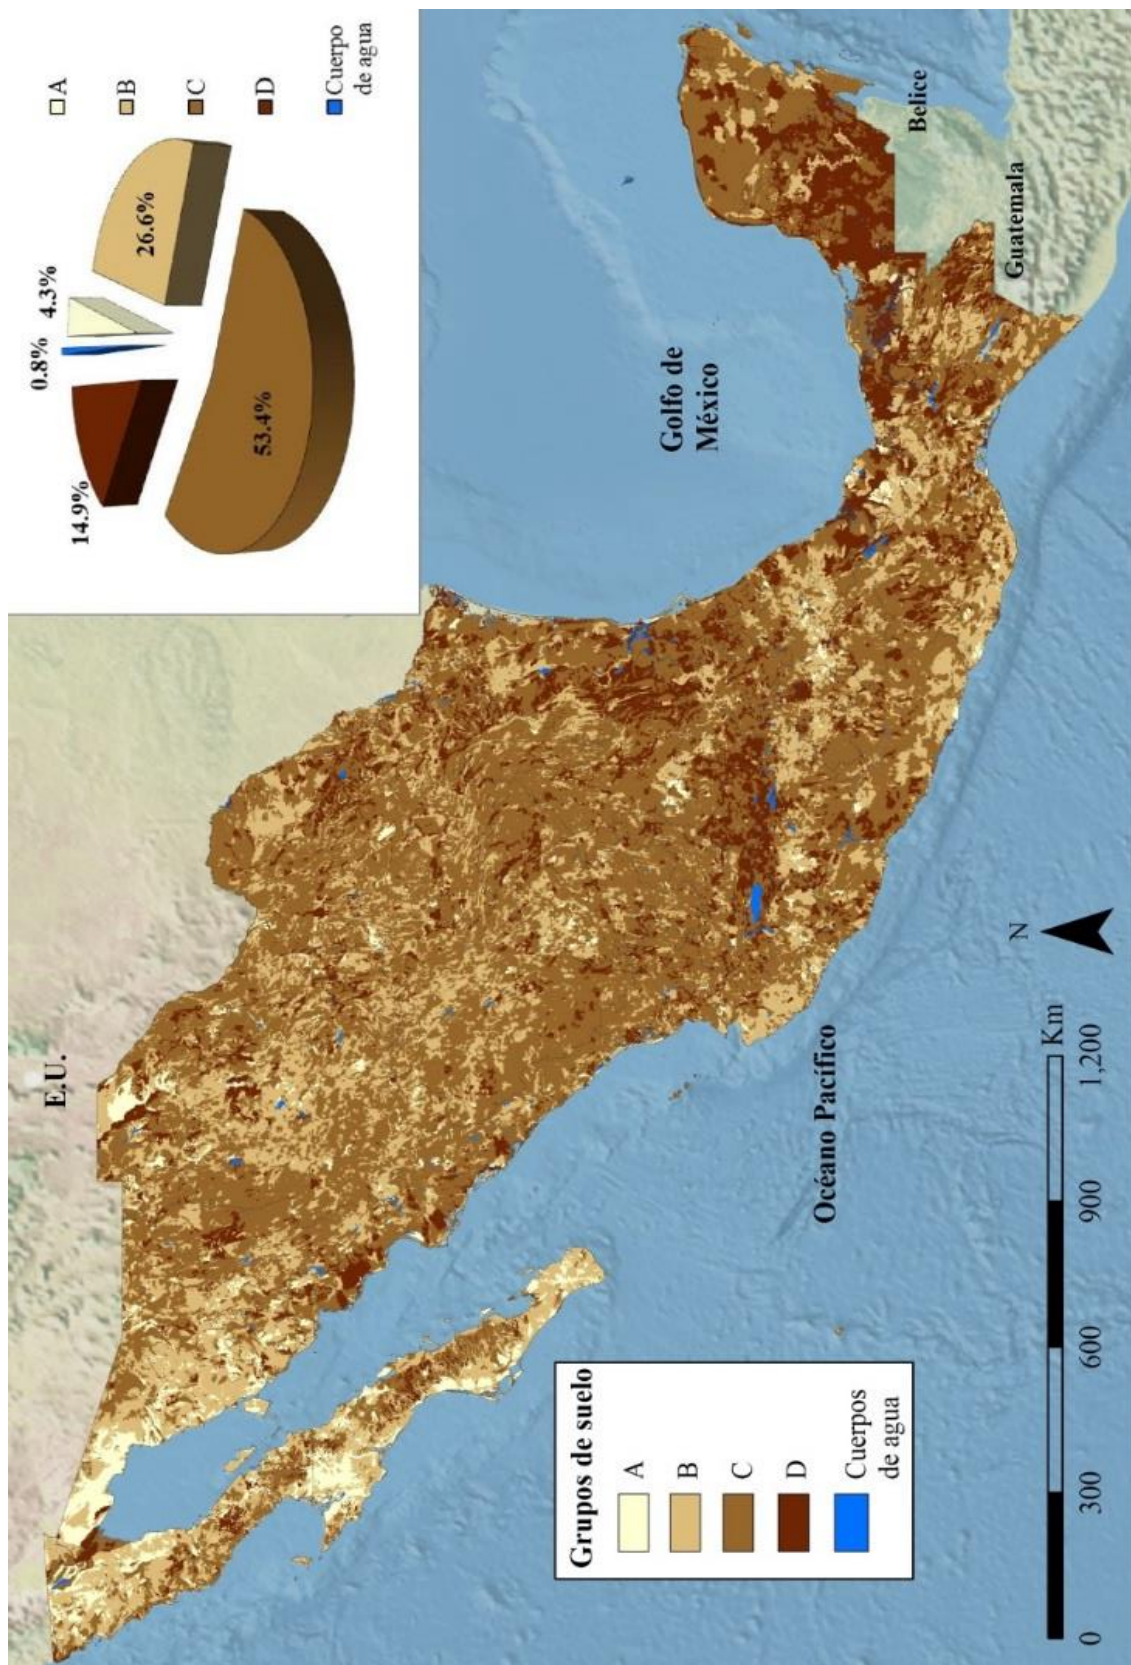 E.U.
Golfo de
México
Océano Pacífico
Belice
Guatemala
N
Grupos de suelo
A
B
C
D
Cuerpos
de agua
0 300 600 900 1,200
Km
14.9%
0.8%
4.3%
26.6%
53.4%
A
B
C
D
Cuerpo
de agua